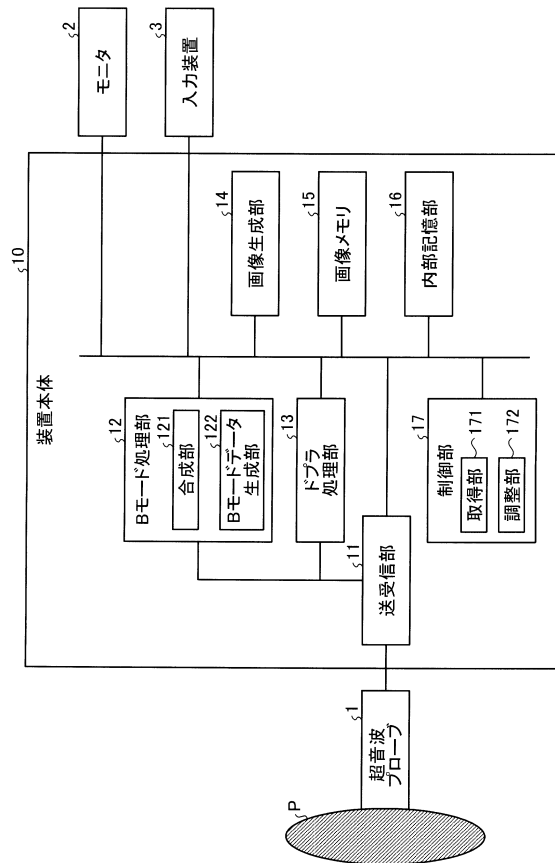 10
装置本体
P
1
超音波
プローブ
11
送受信部
12
Bモード処理部
121
合成部
122
Bモードデータ
生成部
13
ドプラ
処理部
17
制御部
171
取得部
172
調整部
14
画像生成部
15
画像メモリ
16
内部記憶部
2
モニタ
3
入力装置